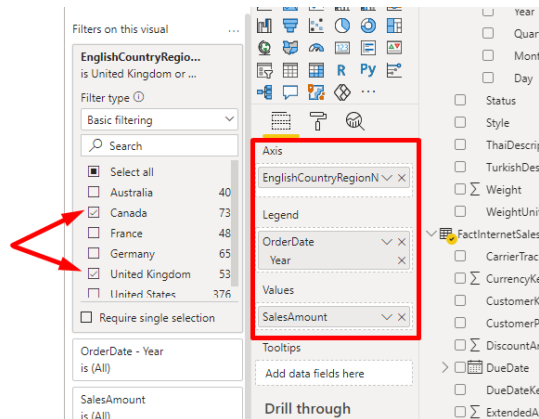 Filters on this visual
...
EnglishCountryRegio...
is United Kingdom or ...
Filter type
Basic filtering
Search
Select all
Australia 40
Canada 73
France 48
Germany 65
United Kingdom 53
United States 376
Require single selection
OrderDate - Year
is (All)
SalesAmount
is (All)
123
R Py
...
Axis
EnglishCountryRegionN
Legend
OrderDate
Year
Values
SalesAmount
Tooltips
Add data fields here
Drill through
Year
Quar
Mont
Day
Status
Style
ThaiDescrip
TurkishDes
Σ Weight
WeightUni
FactInternetSales
CarrierTrac
Σ CurrencyKe
CustomerK
CustomerP
Σ DiscountAm
DueDate
DueDateKe
Σ ExtendedA